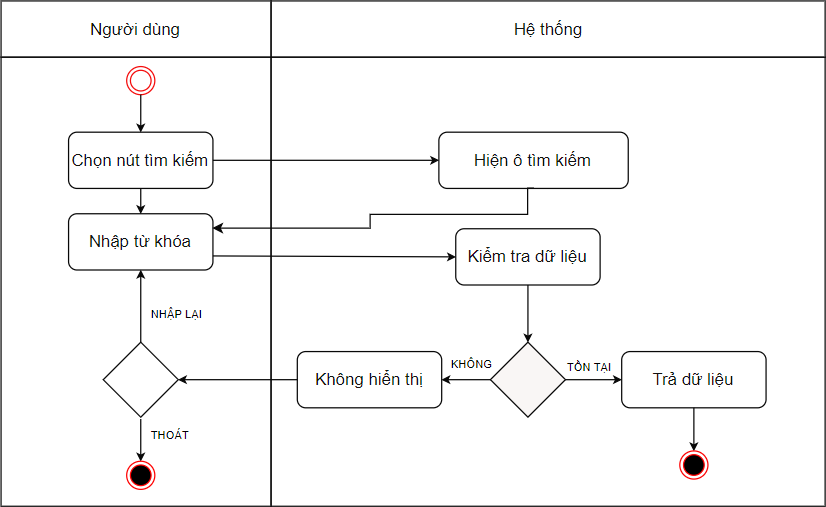 Người dùng
Hệ thống
Chọn nút tìm kiếm
Hiện ô tìm kiếm
Nhập từ khóa
Kiểm tra dữ liệu
NHẬP LẠI
KHÔNG
TỒN TẠI
Không hiển thị
Trả dữ liệu
THOÁT